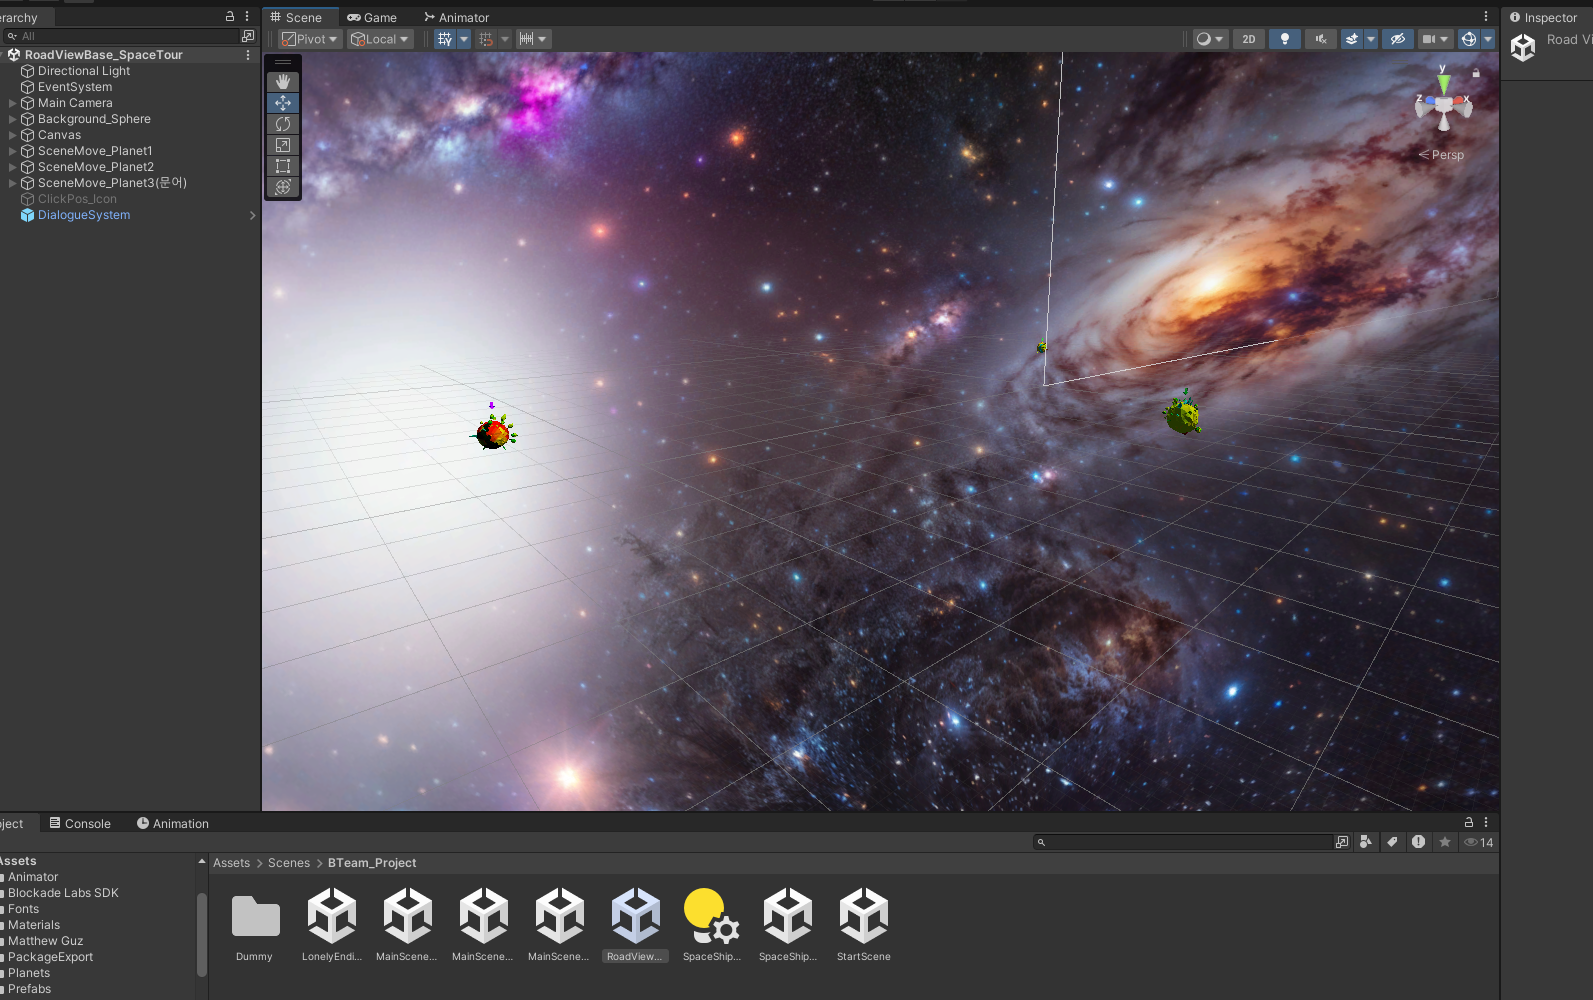 erarchy
All
RoadViewBase_SpaceTour
Directional Light
EventSystem
Main Camera
Background_Sphere
Canvas
SceneMove_Planet1
SceneMove_Planet2
SceneMove_Planet3(문어)
ClickPos_Icon
DialogueSystem
Scene
Game
Animator
Pivot
Local
2D
y
z
x
Persp
Inspector
Road Vi
oject
Console
Animation
14
Assets
Animator
Blockade Labs SDK
Fonts
Materials
Matthew Guz
PackageExport
Planets
Prefabs
Assets > Scenes > BTeam_Project
Dummy
LonelyEndi...
MainScene...
MainScene...
MainScene...
RoadView...
SpaceShip...
SpaceShip...
StartScene